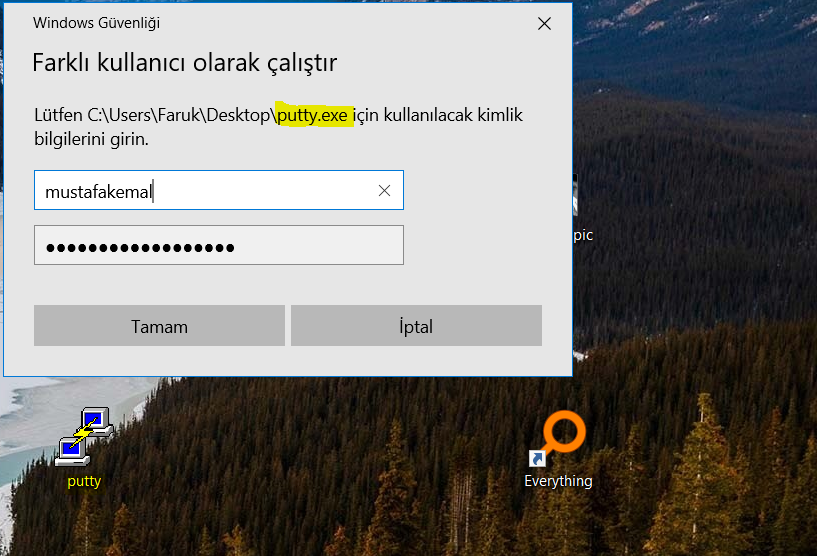 Windows Güvenliği
Farklı kullanıcı olarak çalıştır
Lütfen C:\Users\Faruk\Desktop\putty.exe için kullanılacak kimlik
bilgilerini girin.
mustafakemal
●●●●●●●●●●●●●●●●●●
Tamam
İptal
pic
putty
Everything